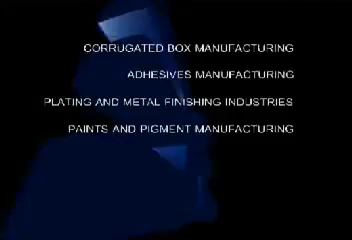 CORRUGATED BOX MANUFACTURING
ADHESIVES MANUFACTURING
PLATING AND METAL FINISHING INDUSTRIES
PAINTS AND PIGMENT MANUFACTURING